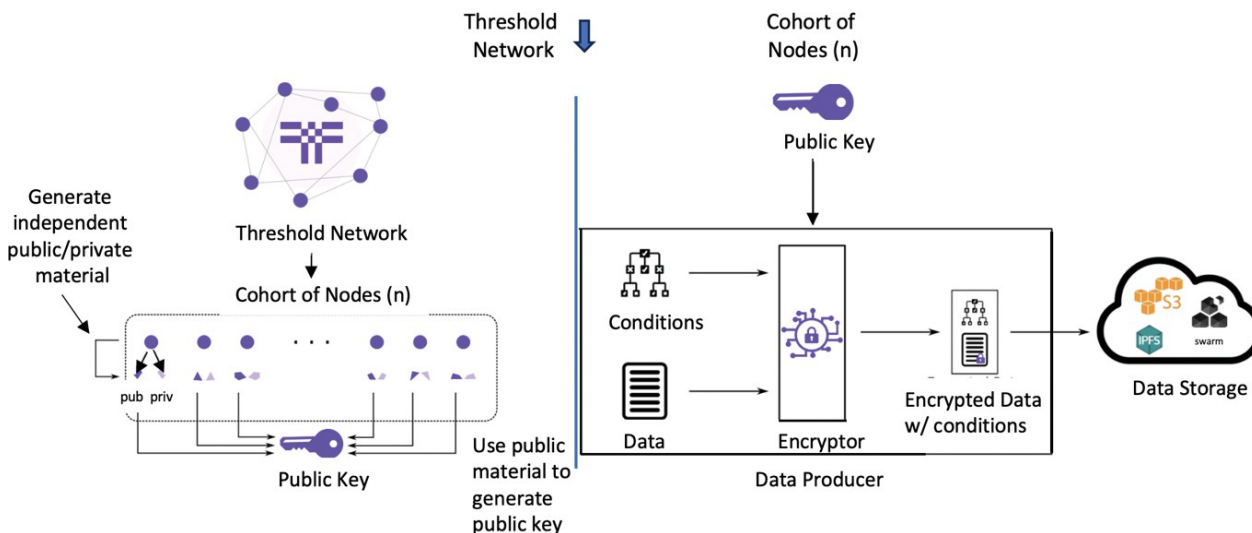 Threshold
Network
Cohort of
Nodes (n)
Public Key
Generate
independent
public/private
material
Threshold Network
Cohort of Nodes (n)
. . .
pub priv
Public Key
Use public
material to
generate
public key
Conditions
Data
Encryptor
Encrypted Data
w/ conditions
Data Producer
S3
IPFS
swarm
Data Storage